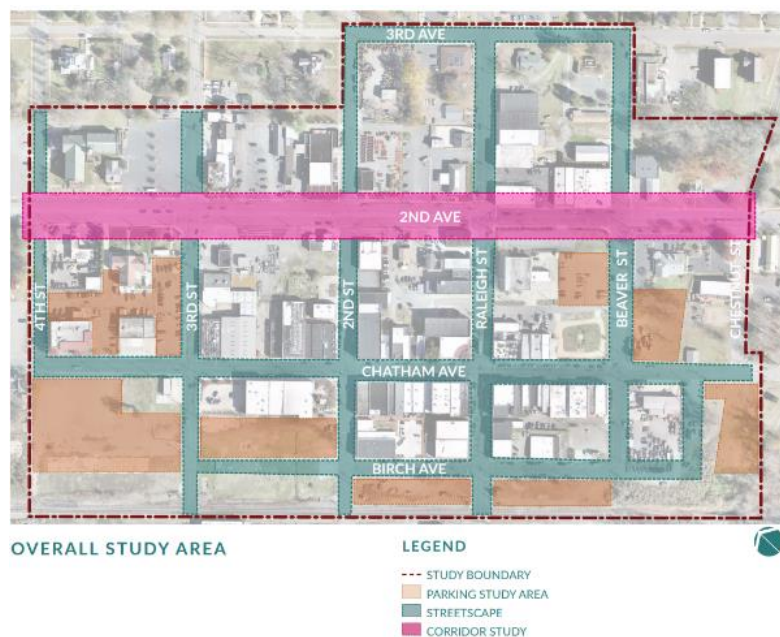 3RD AVE
2ND AVE
4TH ST
3RD ST
2ND ST
RALEIGH ST
BEAVER ST
CHESTNUT ST
CHATHAM AVE
BIRCH AVE
OVERALL STUDY AREA
LEGEND
STUDY BOUNDARY
PARKING STUDY AREA
STREETSCAPE
CORRIDOR STUDY